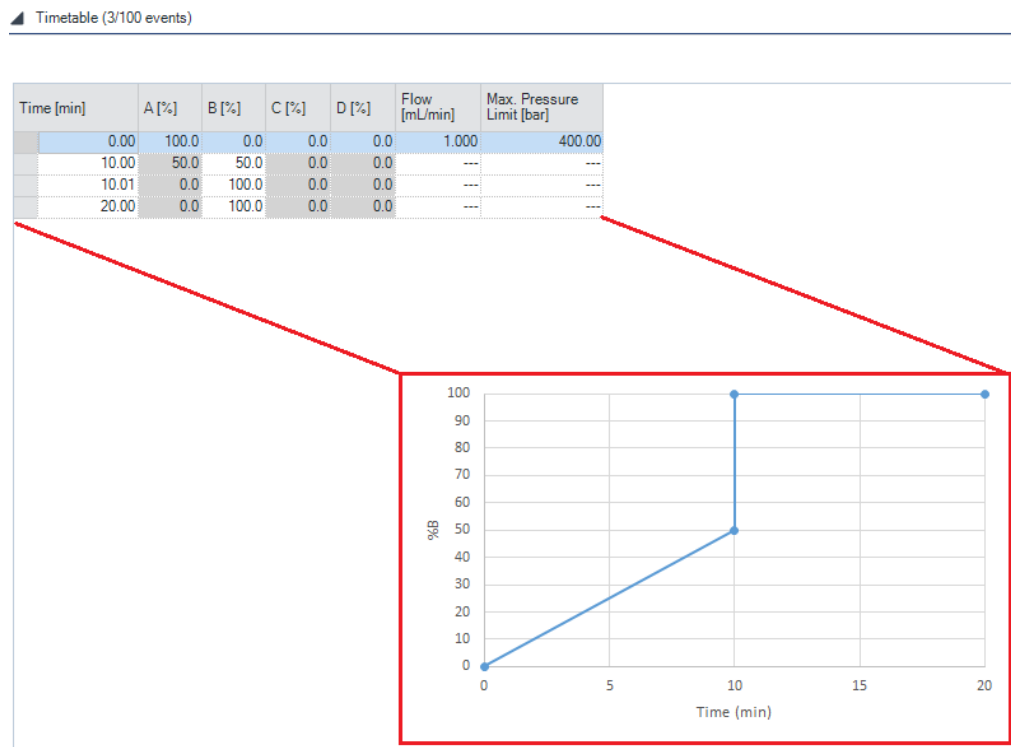 Timetable (3/100 events)
Time [min] A [%] B [%] C [%] D [%] Flow [mL/min] Max. Pressure Limit [bar]
0.00 100.0 0.0 0.0 0.0 1.000 400.00
10.00 50.0 50.0 0.0 0.0 --- ---
10.01 0.0 100.0 0.0 0.0 --- ---
20.00 0.0 100.0 0.0 0.0 --- ---
100
90
80
70
60
50
40
30
20
10
0
%B
0 5 10 15 20
Time (min)